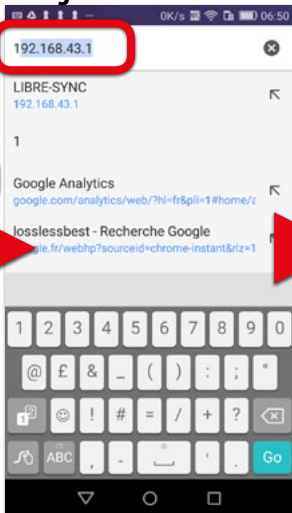 0K/s 06:50
192.168.43.1
LIBRE-SYNC
192.168.43.1
1
Google Analytics
google.com/analytics/web/?hl=fr&pli=1#home/a
losslessbest - Recherche Google
gle.fr/webhp?sourceid=chrome-instant&rlz=1
1 2 3 4 5 6 7 8 9 0
@ £ & _ ( ) : ; "
! # = / + ?
ABC , - ' . Go